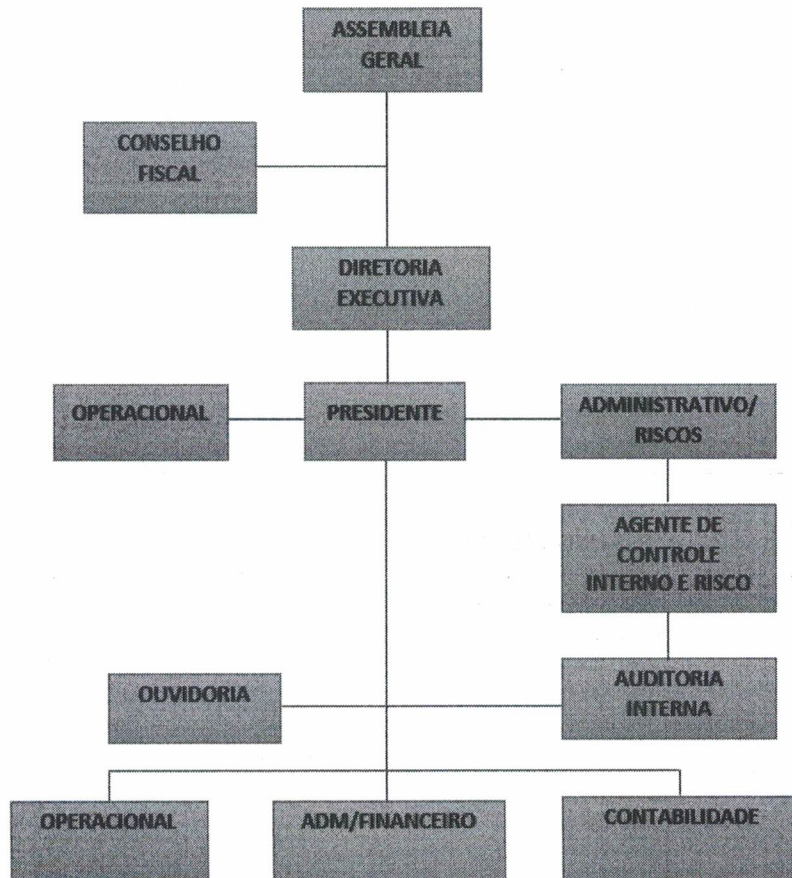 ASSEMBLEIA
GERAL
CONSELHO
FISCAL
DIRETORIA
EXECUTIVA
OPERACIONAL
PRESIDENTE
ADMINISTRATIVO/
RISCOS
AGENTE DE
CONTROLE
INTERNO E RISCO
OUVIDORIA
AUDITORIA
INTERNA
OPERACIONAL
ADM/FINANCEIRO
CONTABILIDADE